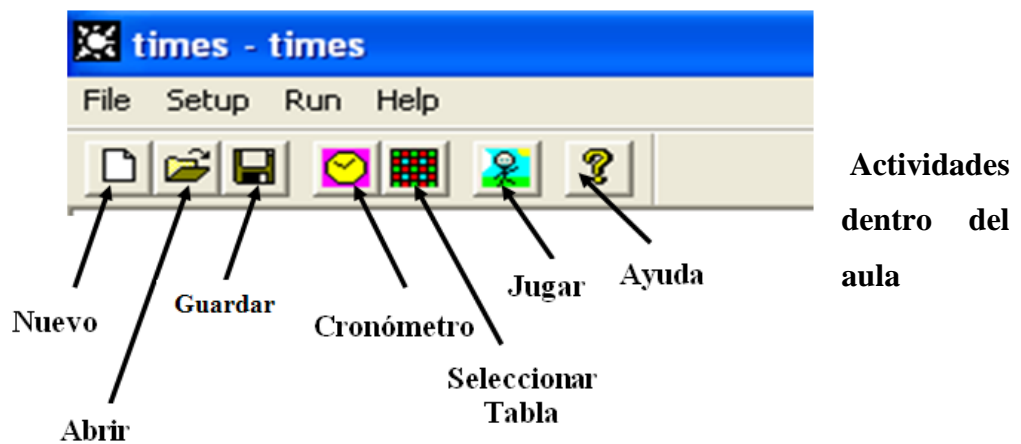 times - times
File Setup Run Help
Actividades
dentro del
aula
Jugar
Ayuda
Nuevo
Guardar
Cronómetro
Seleccionar
Tabla
Abrir